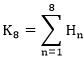 K₈ = ∑ₙ₌₁⁸ Hₙ